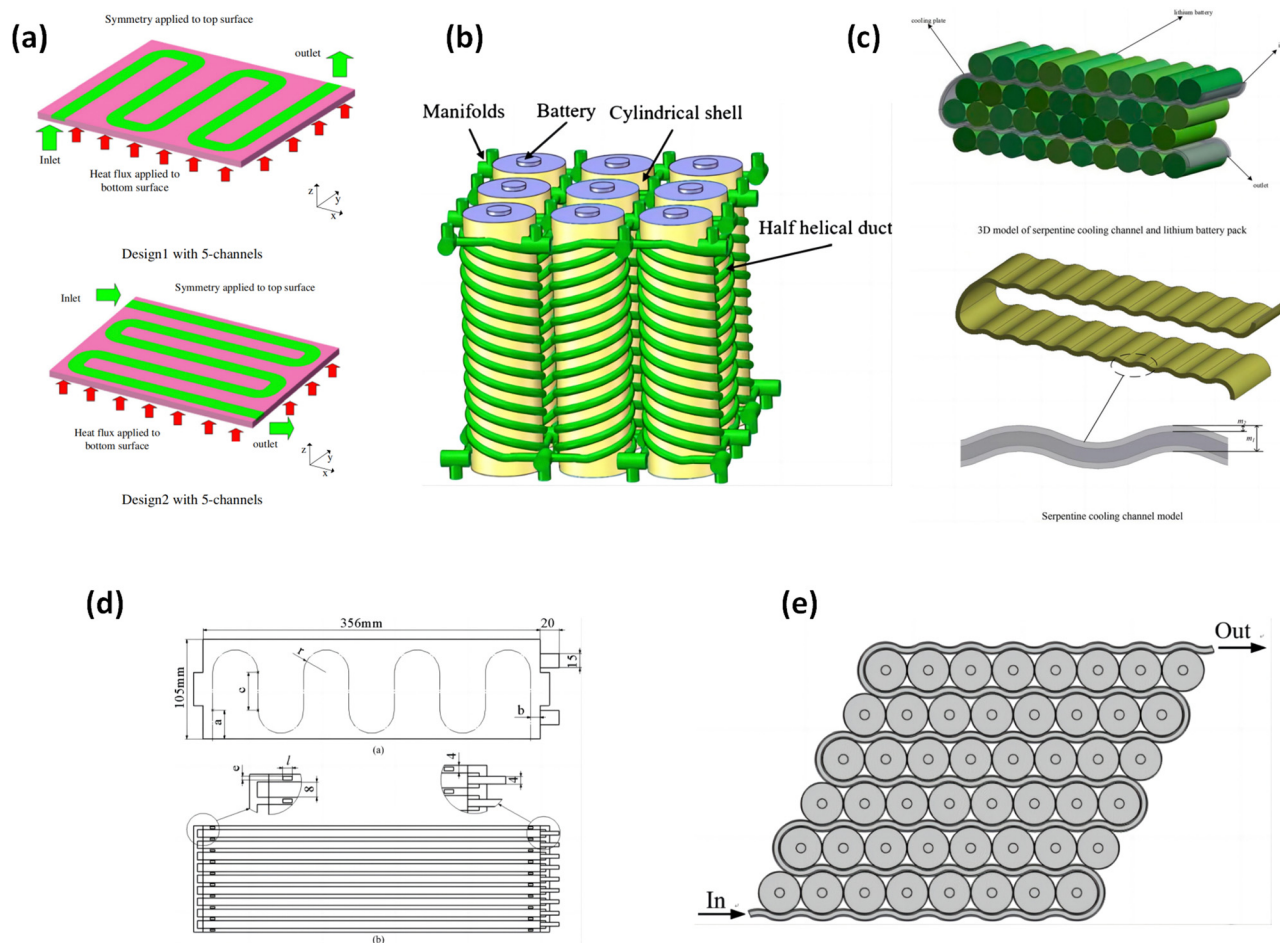 (a)
Symmetry applied to top surface
outlet
Inlet
Heat flux applied to
bottom surface
z
y
x
Design1 with 5-channels
Inlet
Symmetry applied to top surface
Heat flux applied to
bottom surface
outlet
z
y
x
Design2 with 5-channels
(b)
Manifolds
Battery
Cylindrical shell
Half helical duct
(c)
cooling plate
lithium battery
outlet
3D model of serpentine cooling channel and lithium battery pack
Serpentine cooling channel model
(d)
356mm
20
105mm
r
15
c
a
b
(a)
e
l
8
4
4
(b)
(e)
Out
In